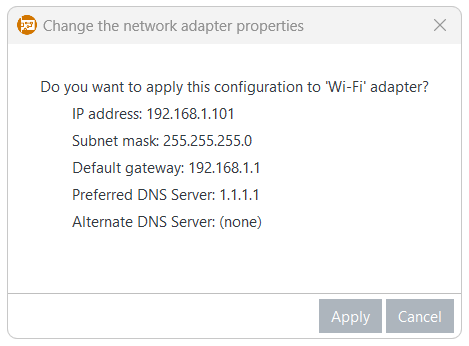 Change the network adapter properties
Do you want to apply this configuration to 'Wi-Fi' adapter?
IP address: 192.168.1.101
Subnet mask: 255.255.255.0
Default gateway: 192.168.1.1
Preferred DNS Server: 1.1.1.1
Alternate DNS Server: (none)
Apply Cancel